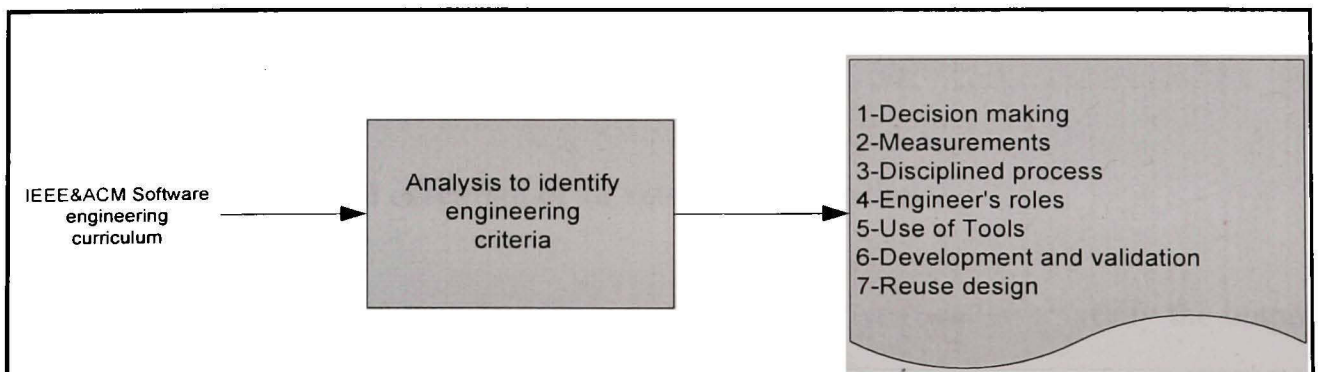 IEEE&ACM Software
engineering
curriculum
Analysis to identify
engineering
criteria
1-Decision making
2-Measurements
3-Disciplined process
4-Engineer's roles
5-Use of Tools
6-Development and validation
7-Reuse design